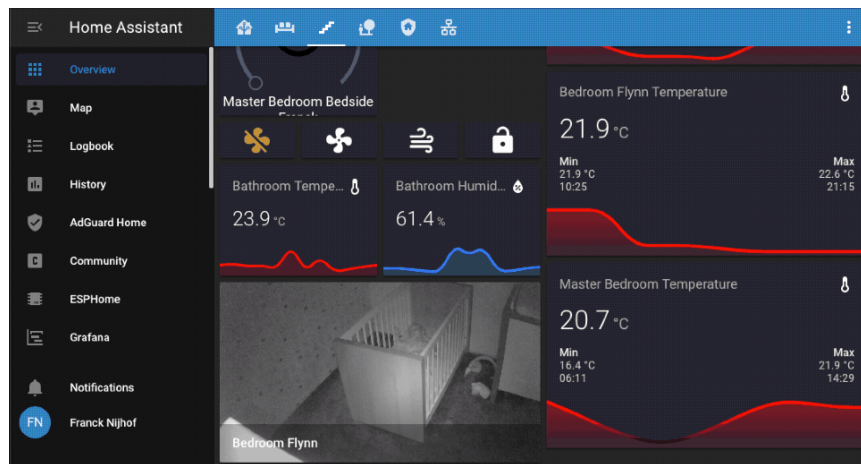 Home Assistant
Overview
Map
Logbook
History
AdGuard Home
C
Community
ESPHome
Grafana
Notifications
FN
Franck Nijhof
Master Bedroom Bedside
Franck
Bathroom Tempe...
23.9 °C
Bathroom Humid...
61.4 %
Bedroom Flynn
Bedroom Flynn Temperature
21.9 °C
Min
21.9 °C
10:25
Max
22.6 °C
21:15
Master Bedroom Temperature
20.7 °C
Min
16.4 °C
06:11
Max
21.9 °C
14:29